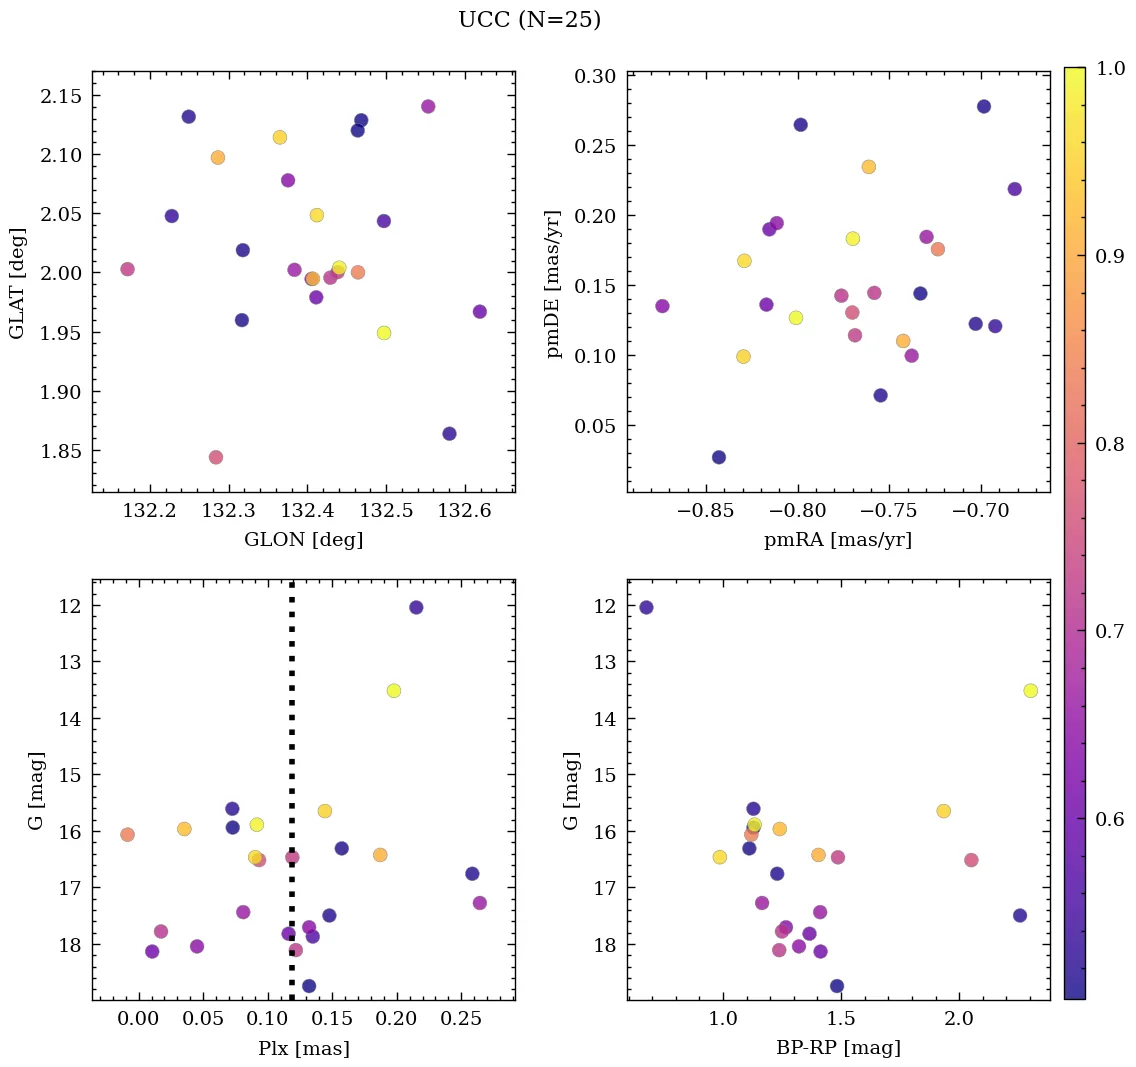 UCC (N=25)
2.15
2.10
2.05
2.00
1.95
1.90
1.85
GLAT [deg]
132.2 132.3 132.4 132.5 132.6
GLON [deg]
0.30
0.25
0.20
0.15
0.10
0.05
pmDE [mas/yr]
−0.85 −0.80 −0.75 −0.70
pmRA [mas/yr]
12
13
14
15
16
17
18
G [mag]
0.00 0.05 0.10 0.15 0.20 0.25
Plx [mas]
12
13
14
15
16
17
18
G [mag]
1.0 1.5 2.0
BP-RP [mag]
1.0
0.9
0.8
0.7
0.6